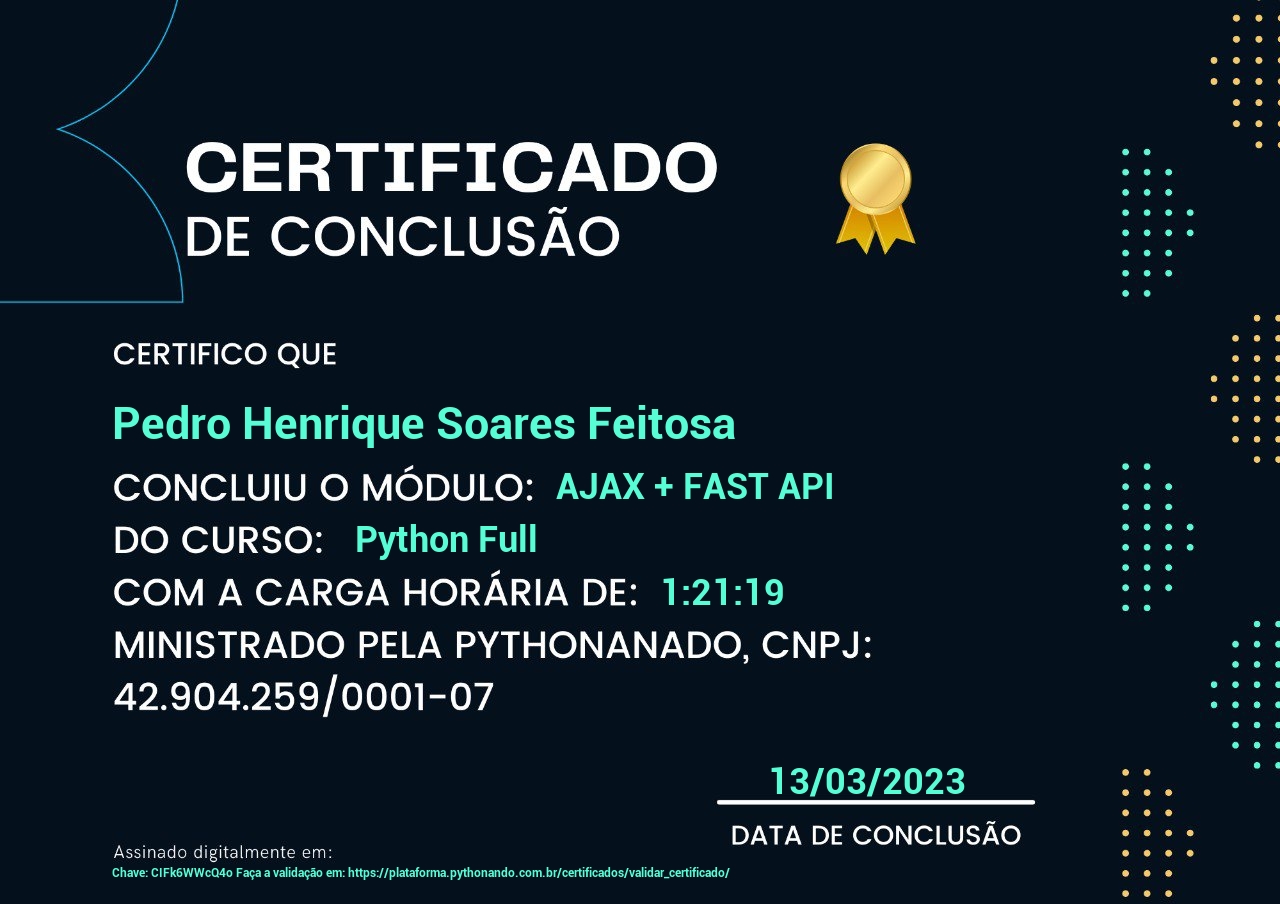 CERTIFICADO
DE CONCLUSÃO
CERTIFICO QUE
Pedro Henrique Soares Feitosa
CONCLUIU O MÓDULO: AJAX + FAST API
DO CURSO: Python Full
COM A CARGA HORÁRIA DE: 1:21:19
MINISTRADO PELA PYTHONANADO, CNPJ:
42.904.259/0001-07
13/03/2023
DATA DE CONCLUSÃO
Assinado digitalmente em:
Chave: CIFk6WWcQ4o Faça a validação em: https://plataforma.pythonando.com.br/certificados/validar_certificado/